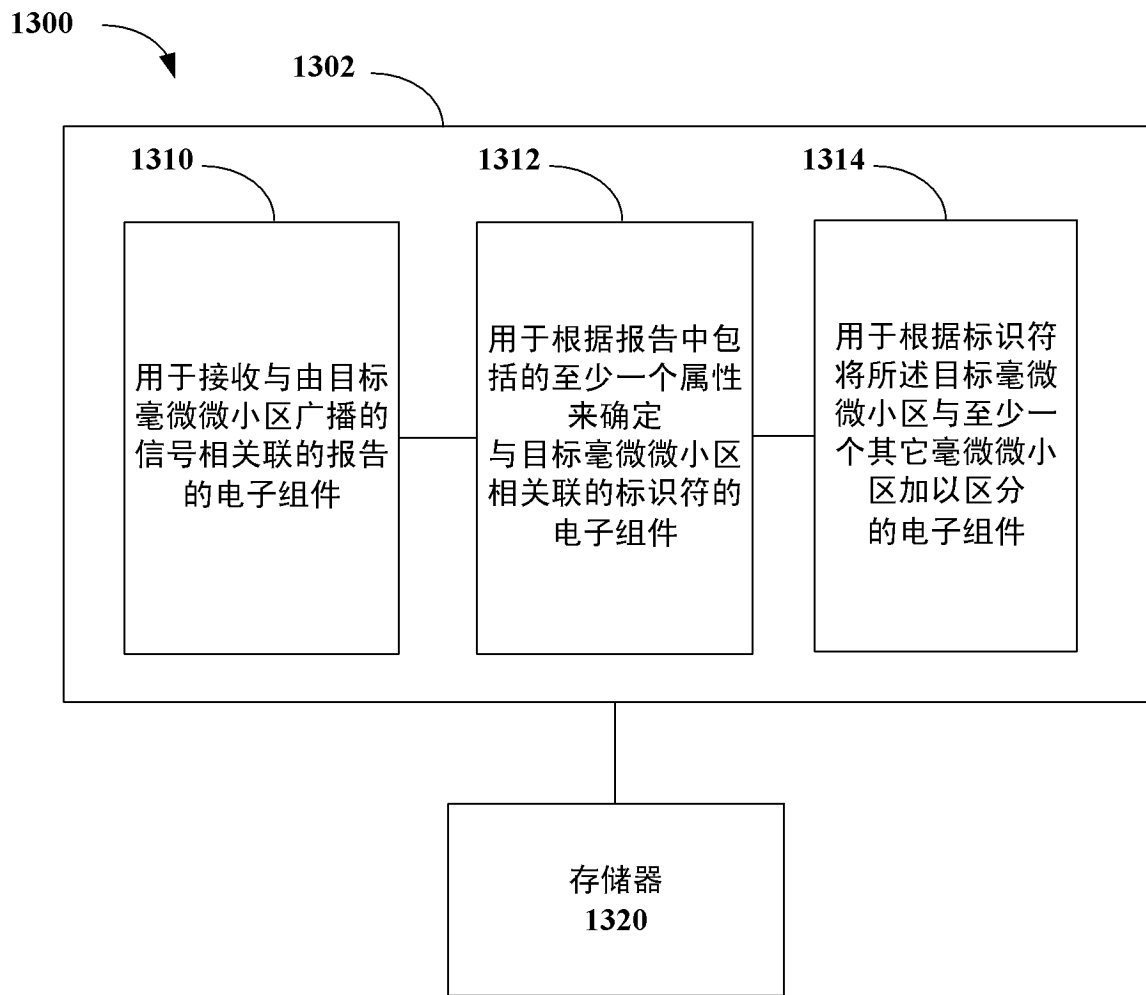 1300
1302
1310
1312
1314
用于接收与由目标
毫微微小区广播的
信号相关联的报告
的电子组件
用于根据报告中包
括的至少一个属性
来确定
与目标毫微微小区
相关联的标识符的
电子组件
用于根据标识符
将所述目标毫微
微小区与至少一
个其它毫微微小
区加以区分
的电子组件
存储器
1320